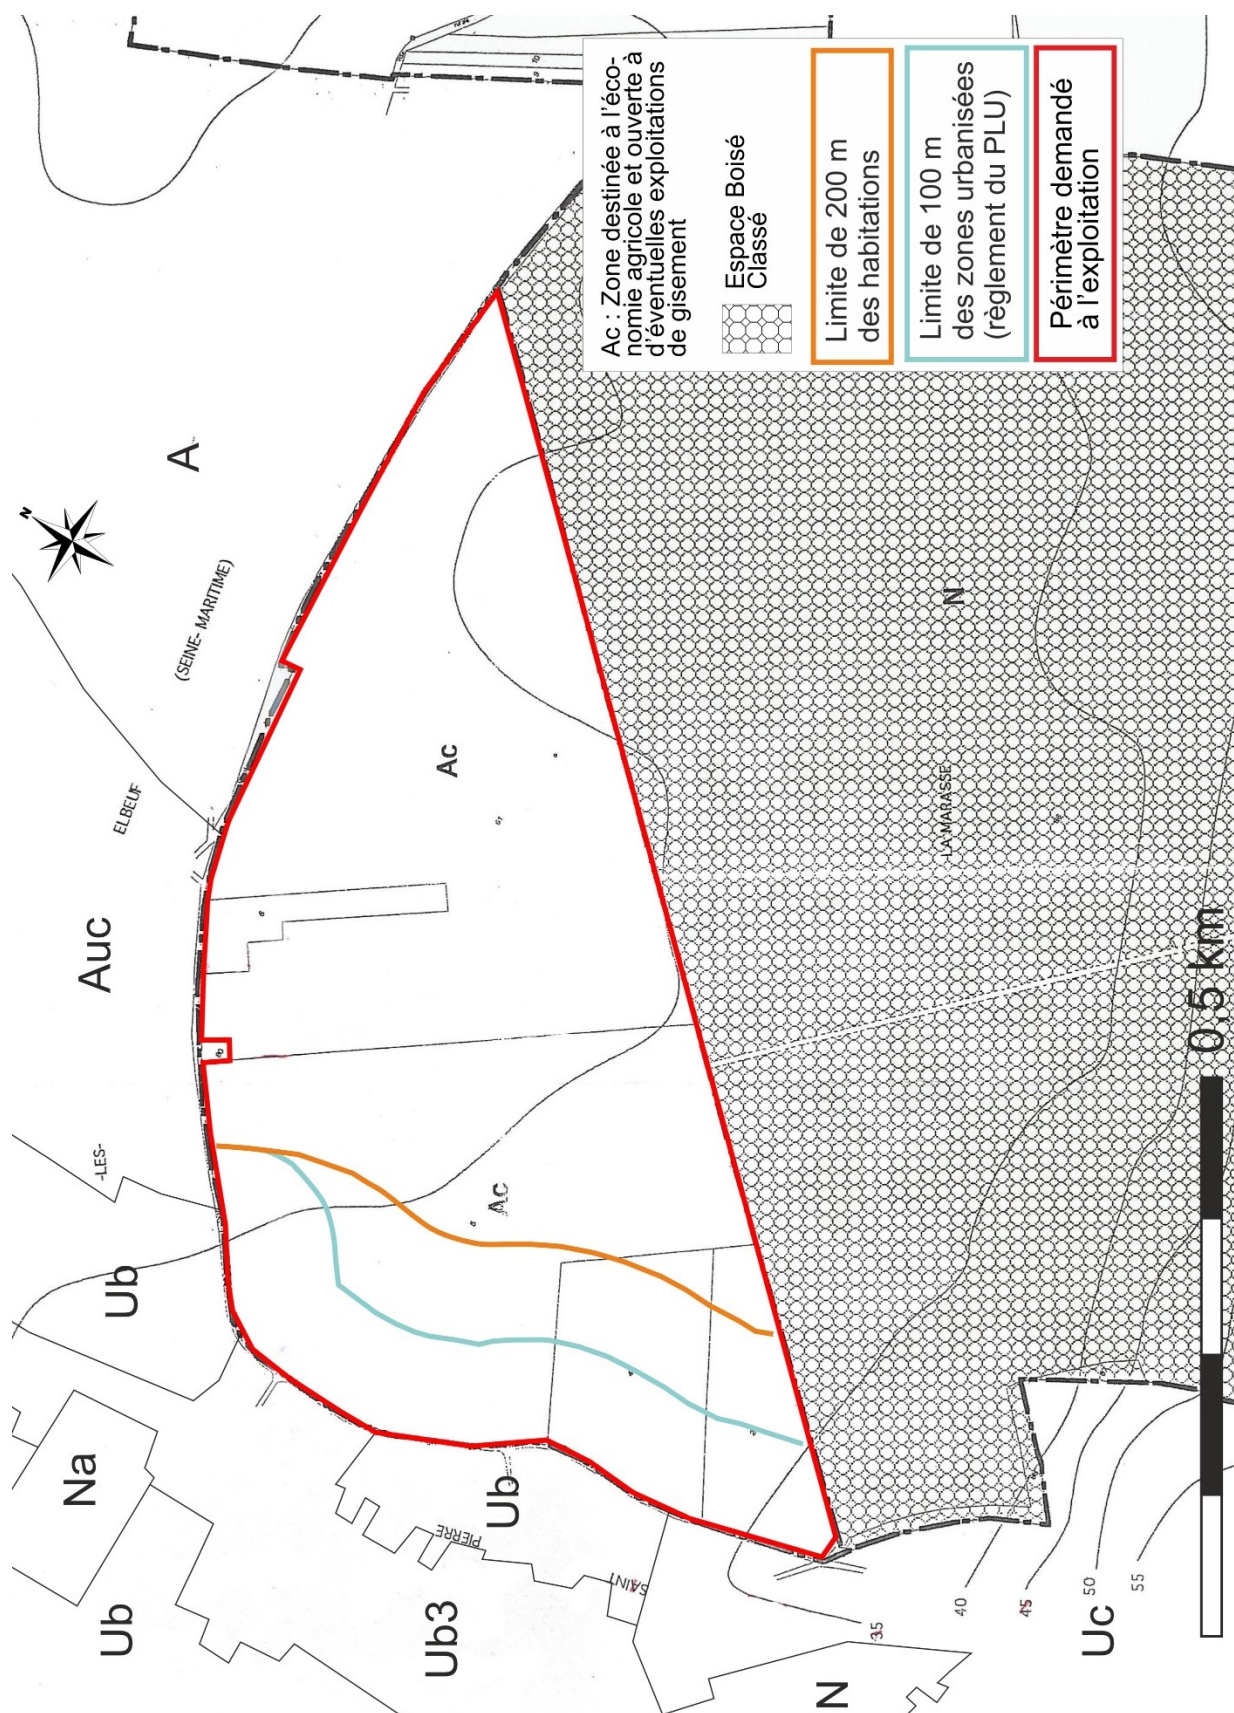 Ac : Zone destinée à l'éco-
nomie agricole et ouverte à
d'éventuelles exploitations
de gisement
Espace Boisé
Classé
Limite de 200 m
des habitations
Limite de 100 m
des zones urbanisées
(règlement du PLU)
Périmètre demandé
à l'exploitation
N
A
(SEINE- MARITIME)
ELBEUF
-LES-
Auc
Ub
Na
Ub
Ub
Ub3
SAINT
PIERRE
Ac
Ac
N
LA MARASSE
N
Uc
35
40
45
50
55
0,5 km